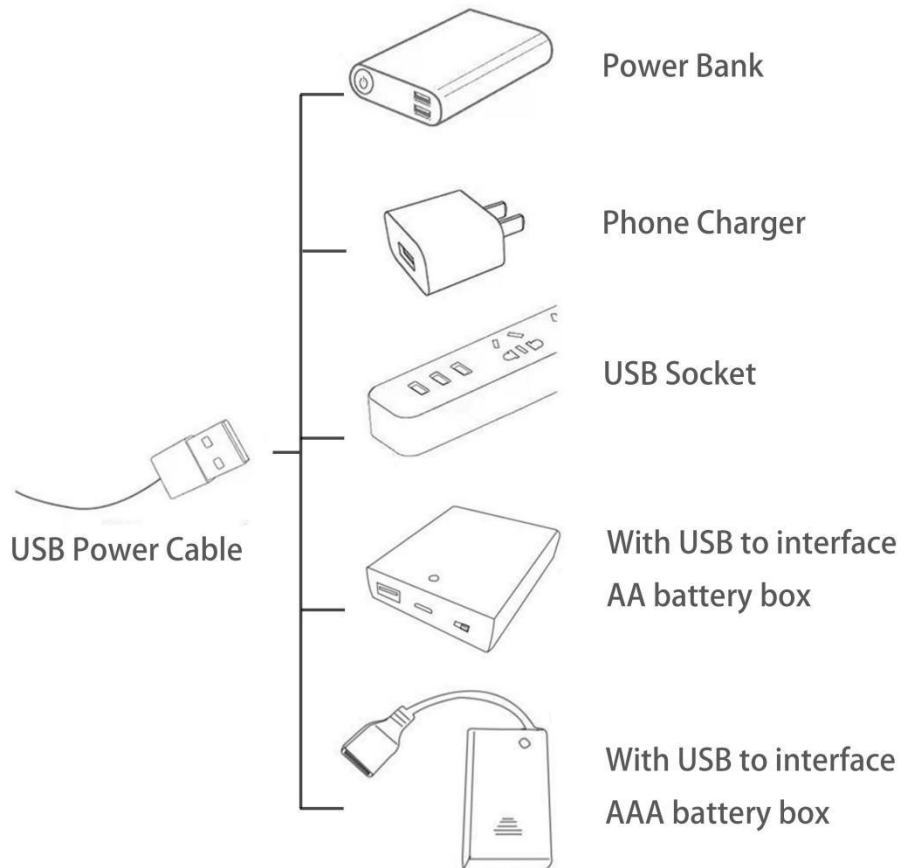 Power Bank
Phone Charger
USB Socket
USB Power Cable
With USB to interface
AA battery box
With USB to interface
AAA battery box